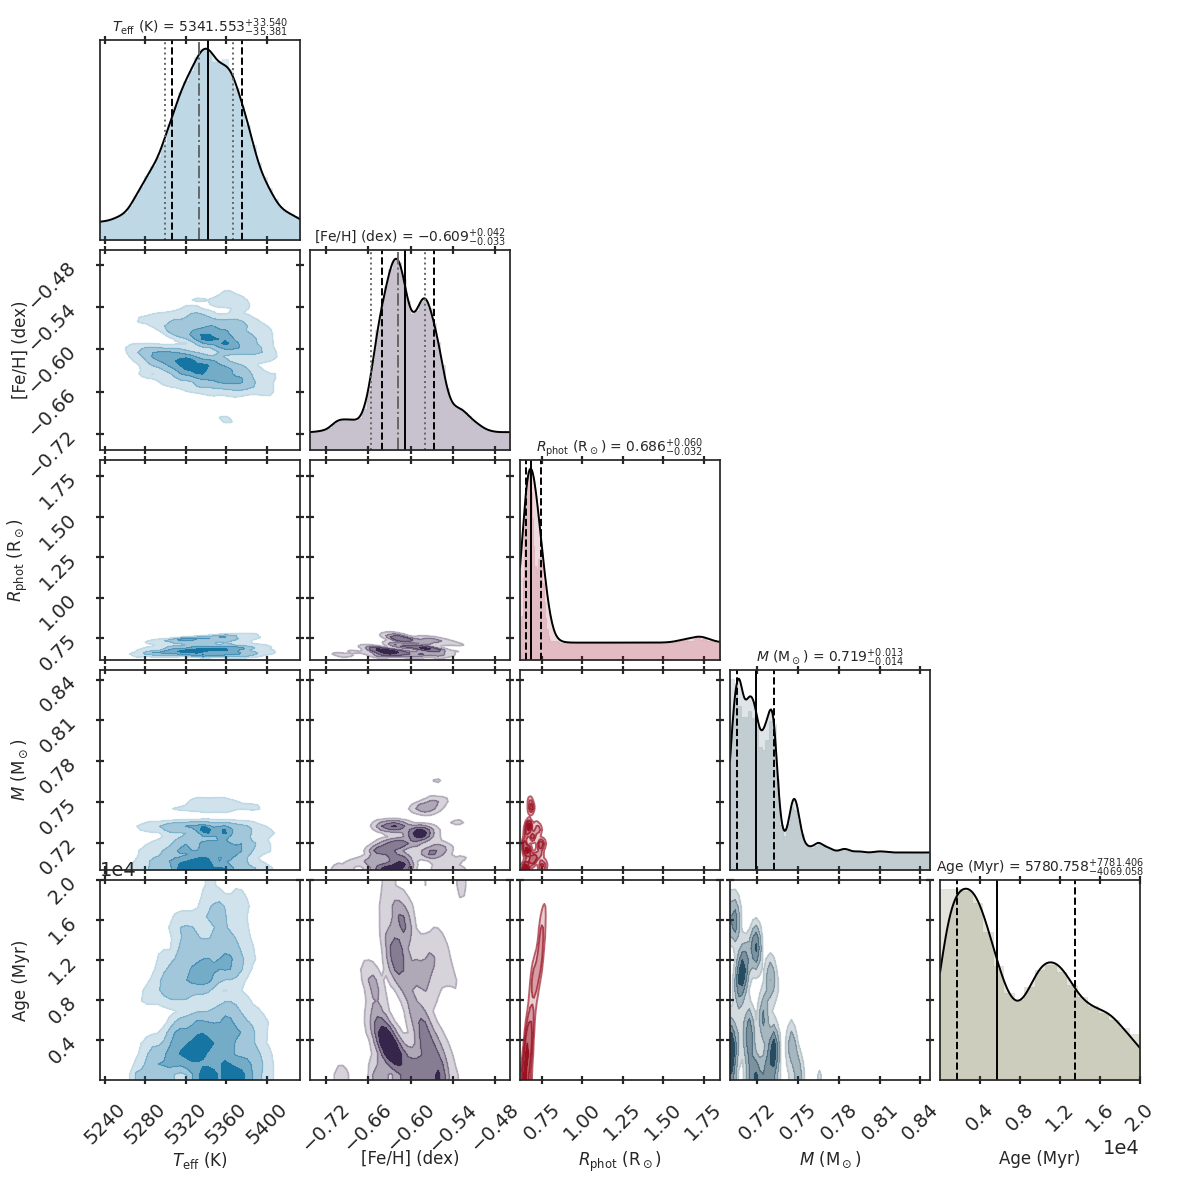 T_eff (K) = 5341.553 +33.540 −35.381
[Fe/H] (dex) = −0.609 +0.042 −0.033
−0.48
−0.54
−0.60
−0.66
−0.72
[Fe/H] (dex)
R_phot (R⊙) = 0.686 +0.060 −0.032
1.75
1.50
1.25
1.00
0.75
R_phot (R⊙)
M (M⊙) = 0.719 +0.013 −0.014
0.84
0.81
0.78
0.75
0.72
M (M⊙)
1e4
Age (Myr) = 5780.758 +7781.406 −4069.058
2.0
1.6
1.2
0.8
0.4
Age (Myr)
5240 5280 5320 5360 5400
−0.72 −0.66 −0.60 −0.54 −0.48
0.75 1.00 1.25 1.50 1.75
0.72 0.75 0.78 0.81 0.84
0.4 0.8 1.2 1.6 2.0
1e4
T_eff (K)
[Fe/H] (dex)
R_phot (R⊙)
M (M⊙)
Age (Myr)